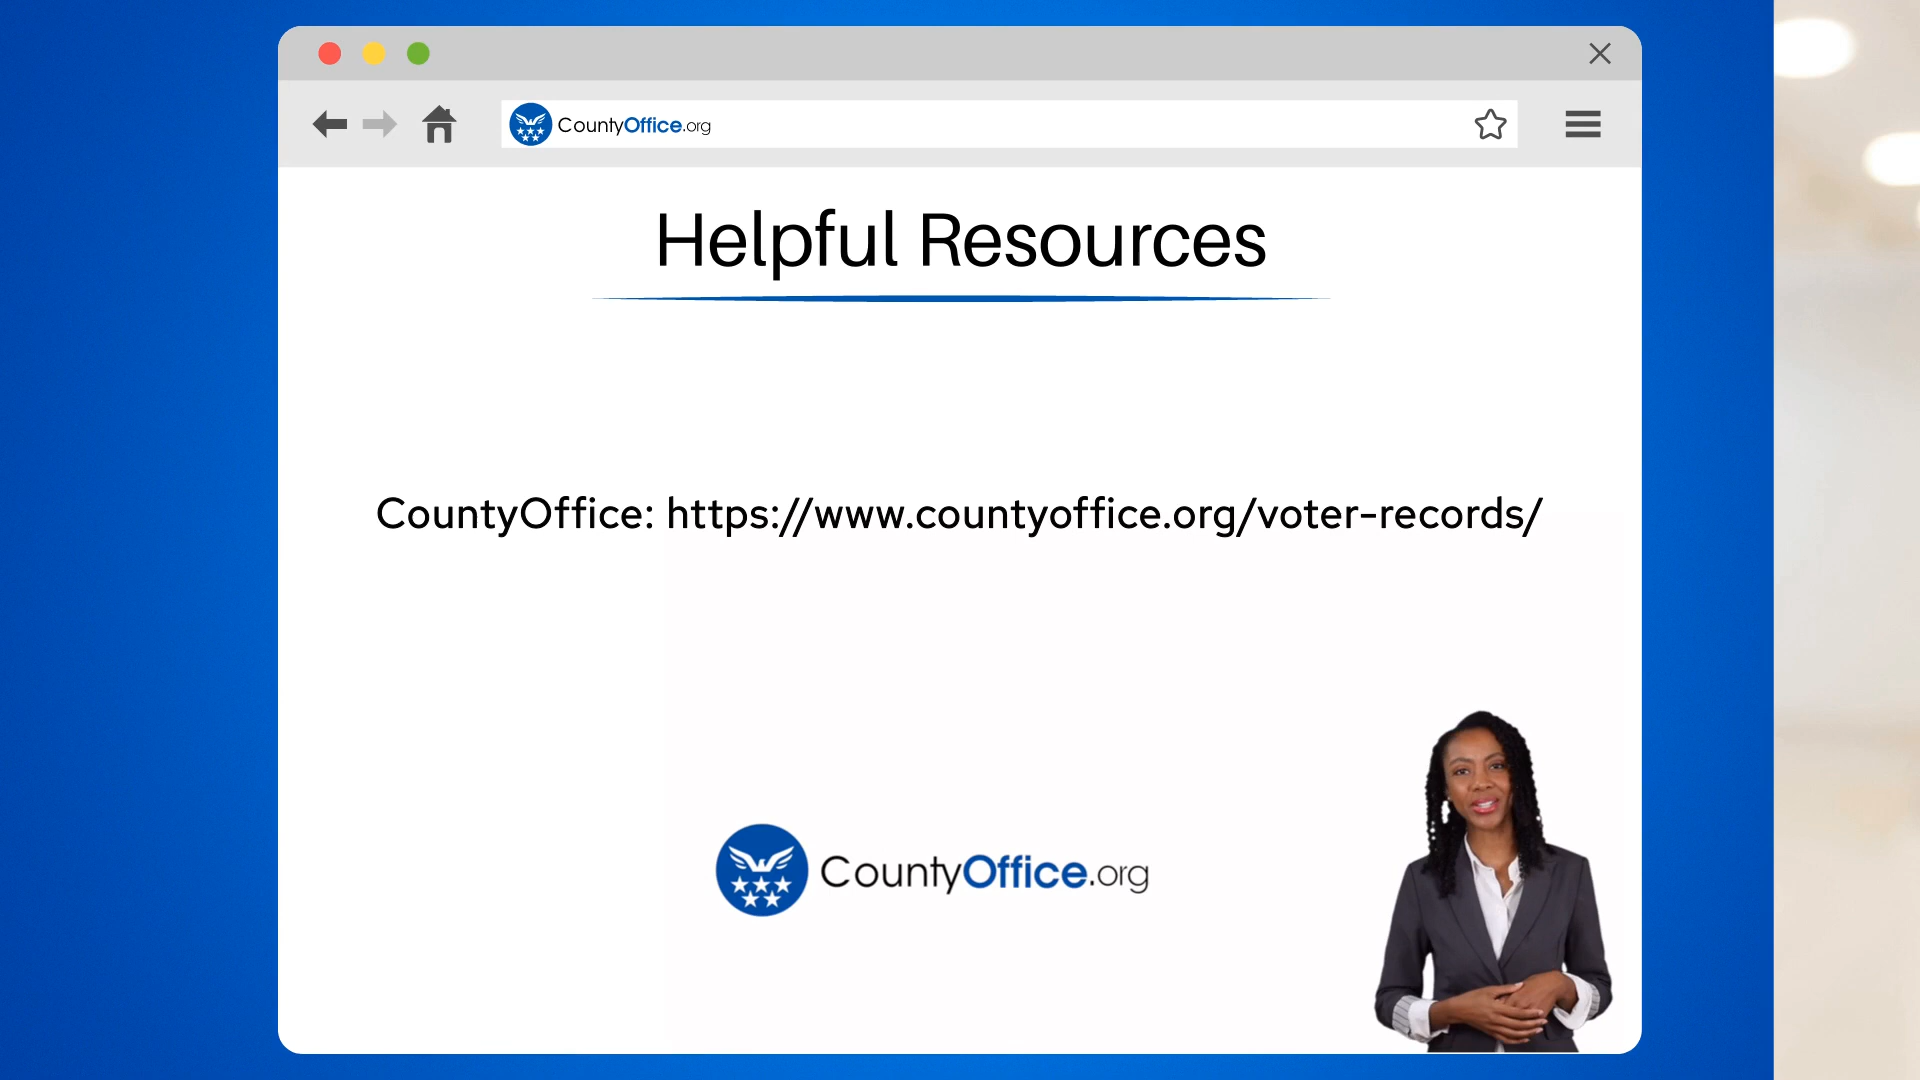 CountyOffice.org
Helpful Resources
CountyOffice: https://www.countyoffice.org/voter-records/
CountyOffice.org